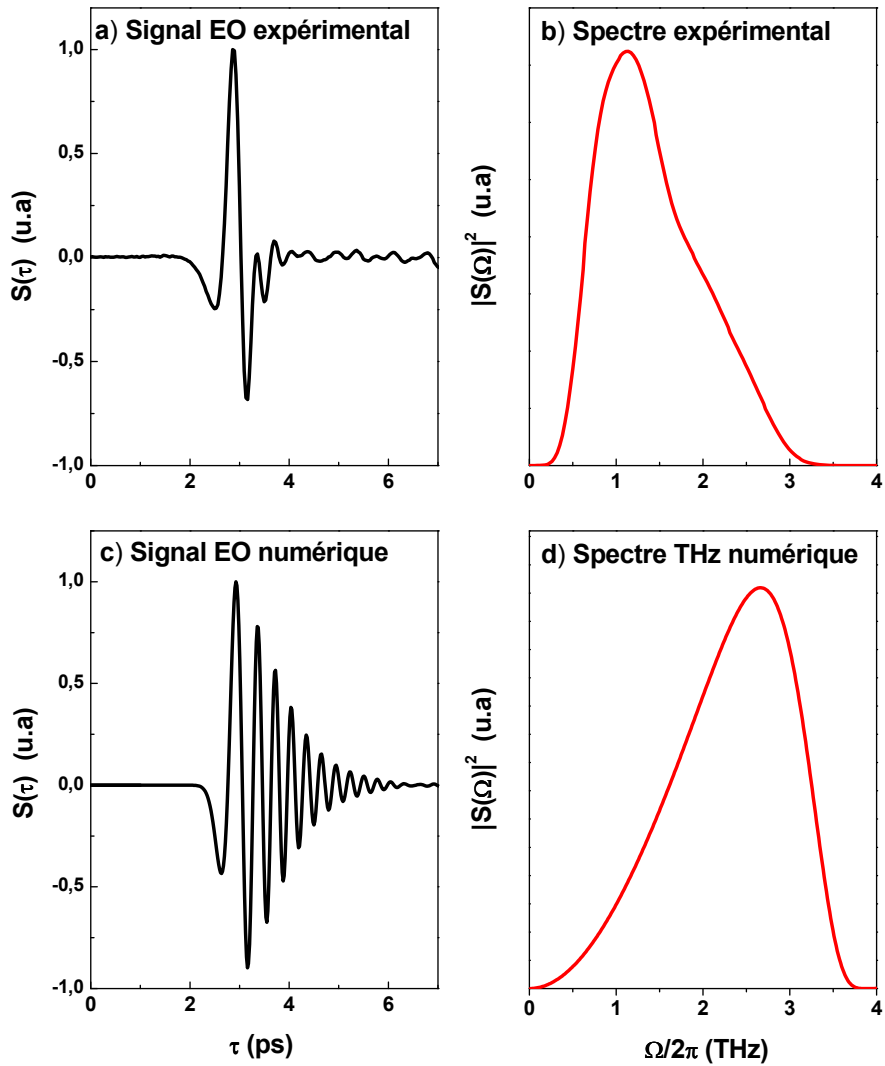 a) Signal EO expérimental
S(τ) (u.a)
1,0
0,5
0,0
-0,5
-1,0
0
2
4
6
b) Spectre expérimental
|S(Ω)|² (u.a)
0
1
2
3
4
c) Signal EO numérique
S(τ) (u.a)
1,0
0,5
0,0
-0,5
-1,0
0
2
4
6
τ (ps)
d) Spectre THz numérique
|S(Ω)|² (u.a)
0
1
2
3
4
Ω/2π (THz)